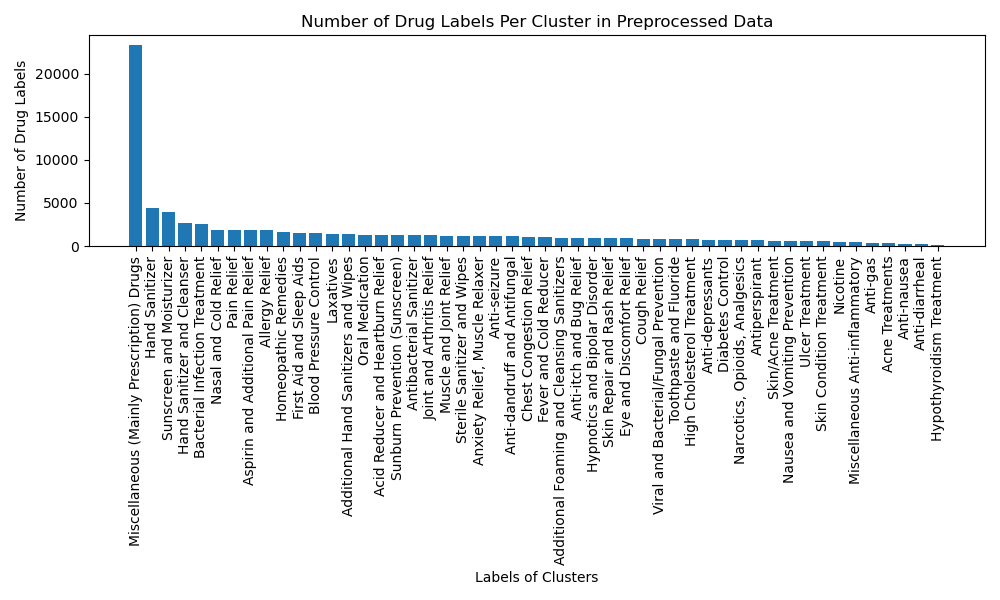 Number of Drug Labels Per Cluster in Preprocessed Data
Number of Drug Labels
20000
15000
10000
5000
0
Miscellaneous (Mainly Prescription) Drugs
Hand Sanitizer
Sunscreen and Moisturizer
Hand Sanitizer and Cleanser
Bacterial Infection Treatment
Nasal and Cold Relief
Pain Relief
Aspirin and Additional Pain Relief
Allergy Relief
Homeopathic Remedies
First Aid and Sleep Aids
Blood Pressure Control
Laxatives
Additional Hand Sanitizers and Wipes
Oral Medication
Acid Reducer and Heartburn Relief
Sunburn Prevention (Sunscreen)
Antibacterial Sanitizer
Joint and Arthritis Relief
Muscle and Joint Relief
Sterile Sanitizer and Wipes
Anxiety Relief, Muscle Relaxer
Anti-seizure
Anti-dandruff and Antifungal
Chest Congestion Relief
Fever and Cold Reducer
Additional Foaming and Cleansing Sanitizers
Anti-itch and Bug Relief
Hypnotics and Bipolar Disorder
Skin Repair and Rash Relief
Eye and Discomfort Relief
Cough Relief
Viral and Bacterial/Fungal Prevention
Toothpaste and Fluoride
High Cholesterol Treatment
Anti-depressants
Diabetes Control
Narcotics, Opioids, Analgesics
Antiperspirant
Skin/Acne Treatment
Nausea and Vomiting Prevention
Ulcer Treatment
Skin Condition Treatment
Nicotine
Miscellaneous Anti-inflammatory
Anti-gas
Acne Treatments
Anti-nausea
Anti-diarrheal
Hypothyroidism Treatment
Labels of Clusters